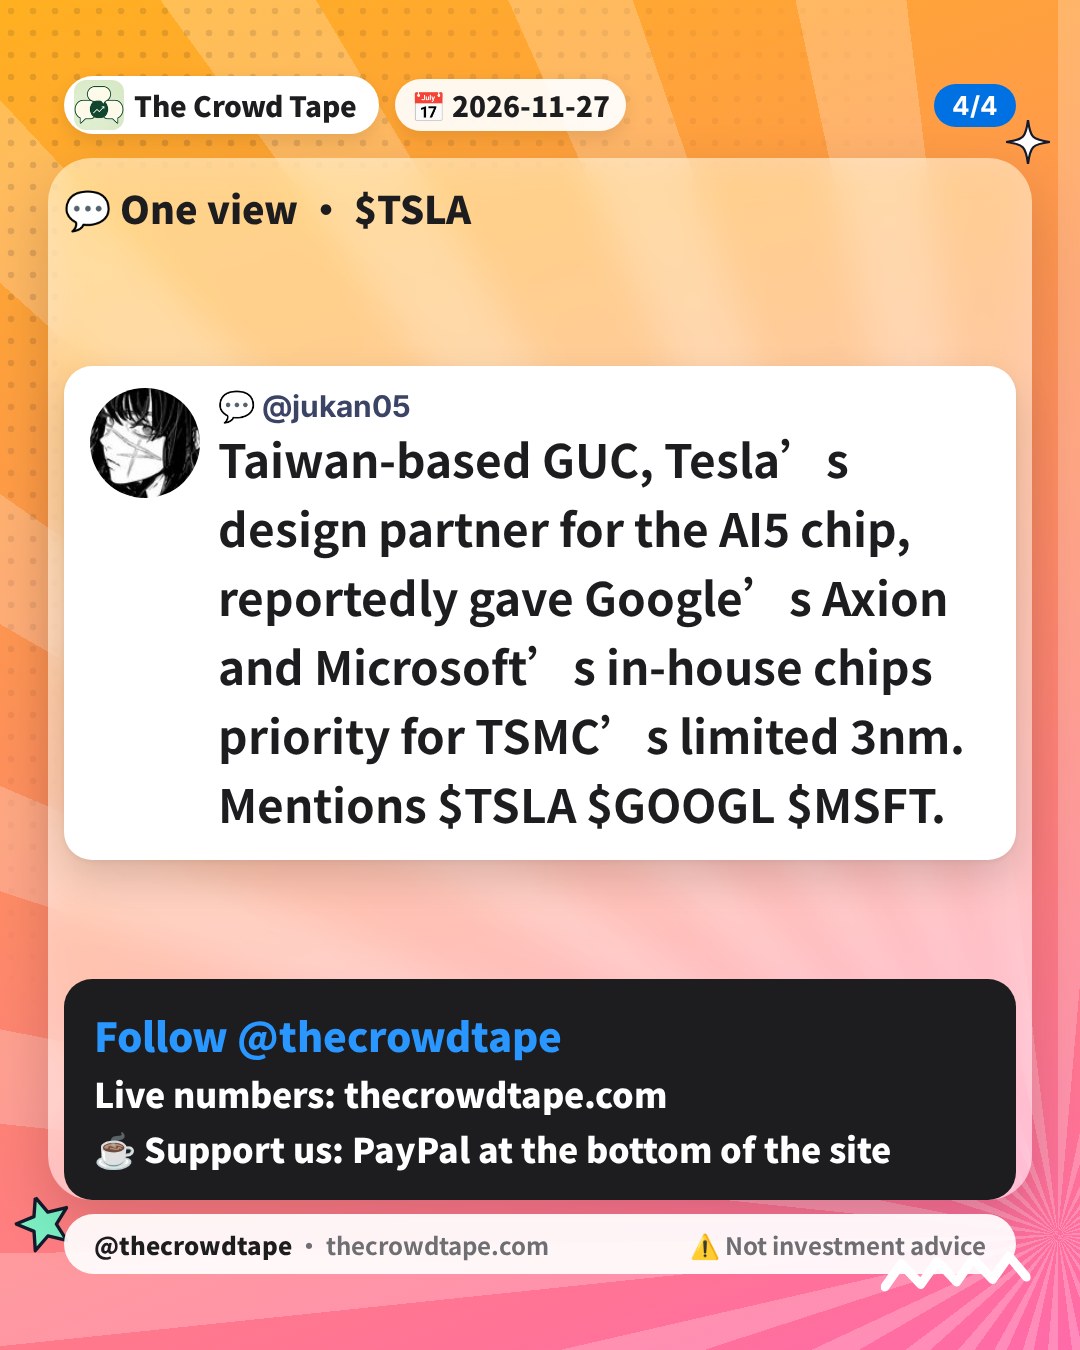 The Crowd Tape
📅 2026-11-27
4/4
💬 One view • $TSLA
💬 @jukan05
Taiwan-based GUC, Tesla’s
design partner for the AI5 chip,
reportedly gave Google’s Axion
and Microsoft’s in-house chips
priority for TSMC’s limited 3nm.
Mentions $TSLA $GOOGL $MSFT.
Follow @thecrowdtape
Live numbers: thecrowdtape.com
☕ Support us: PayPal at the bottom of the site
@thecrowdtape • thecrowdtape.com
⚠️ Not investment advice